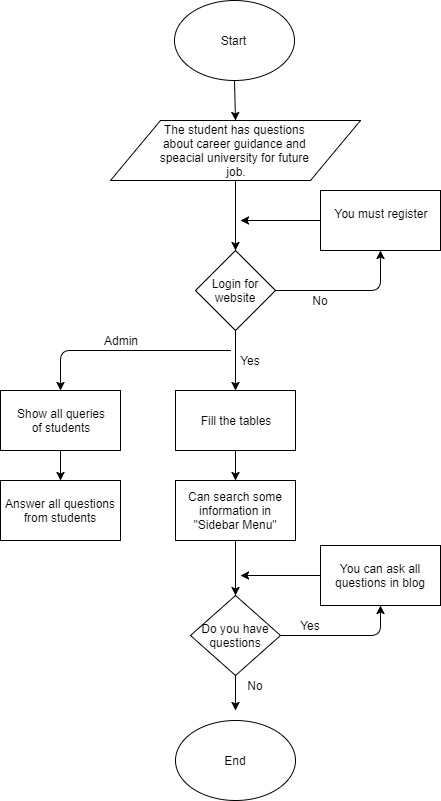 Start
The student has questions
about career guidance and
speacial university for future
job.
You must register
Login for
website
No
Admin
Yes
Show all queries
of students
Fill the tables
Answer all questions
from students
Can search some
information in
"Sidebar Menu"
You can ask all
questions in blog
Do you have
questions
Yes
No
End